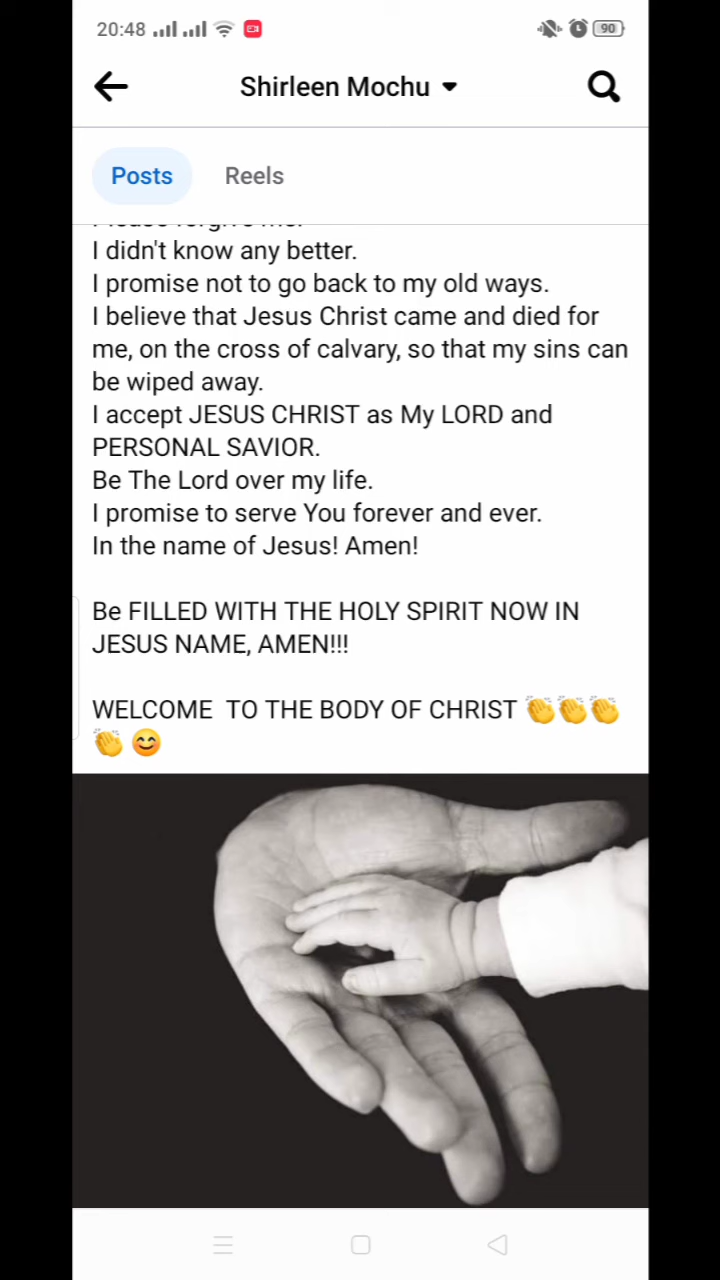 20:48
90
Shirleen Mochu
Posts Reels
I didn't know any better.
I promise not to go back to my old ways.
I believe that Jesus Christ came and died for
me, on the cross of calvary, so that my sins can
be wiped away.
I accept JESUS CHRIST as My LORD and
PERSONAL SAVIOR.
Be The Lord over my life.
I promise to serve You forever and ever.
In the name of Jesus! Amen!
Be FILLED WITH THE HOLY SPIRIT NOW IN
JESUS NAME, AMEN!!!
WELCOME  TO THE BODY OF CHRIST 👏👏👏
👏 😊